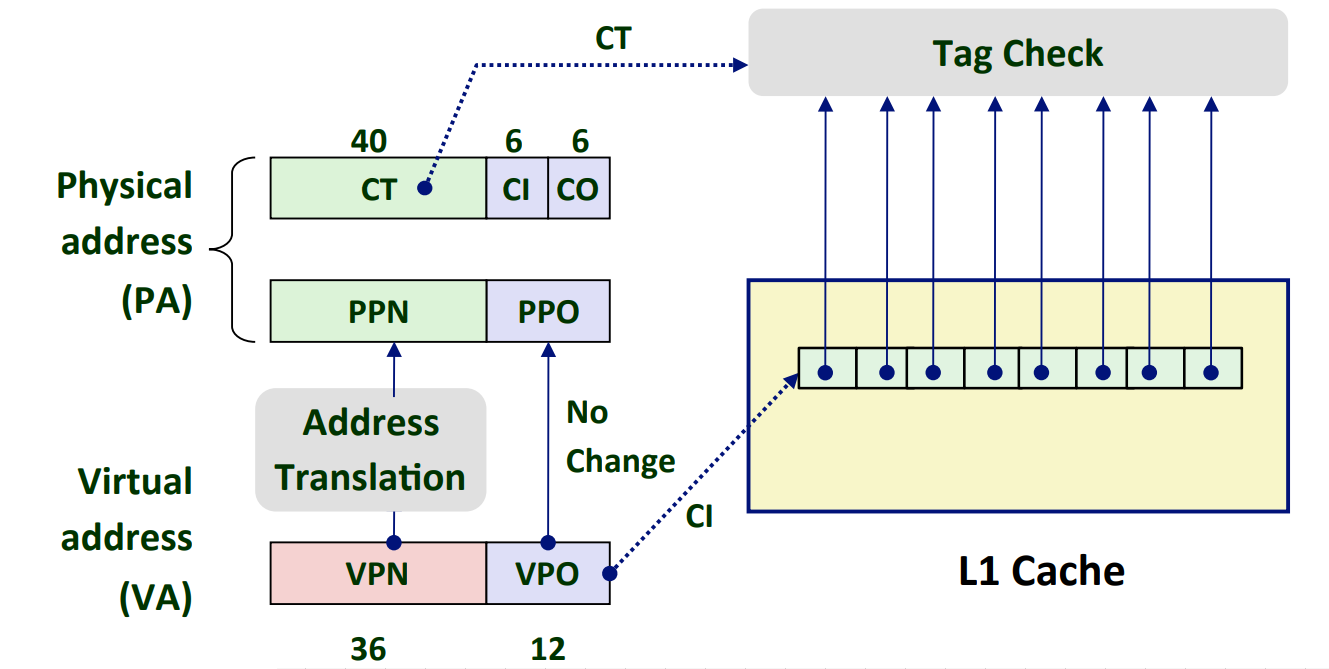 CT
Tag Check
40 6 6
CT CI CO
Physical
address
(PA)
PPN PPO
Address
Translation
No
Change
Virtual
address
(VA)
CI
VPN VPO
L1 Cache
36 12